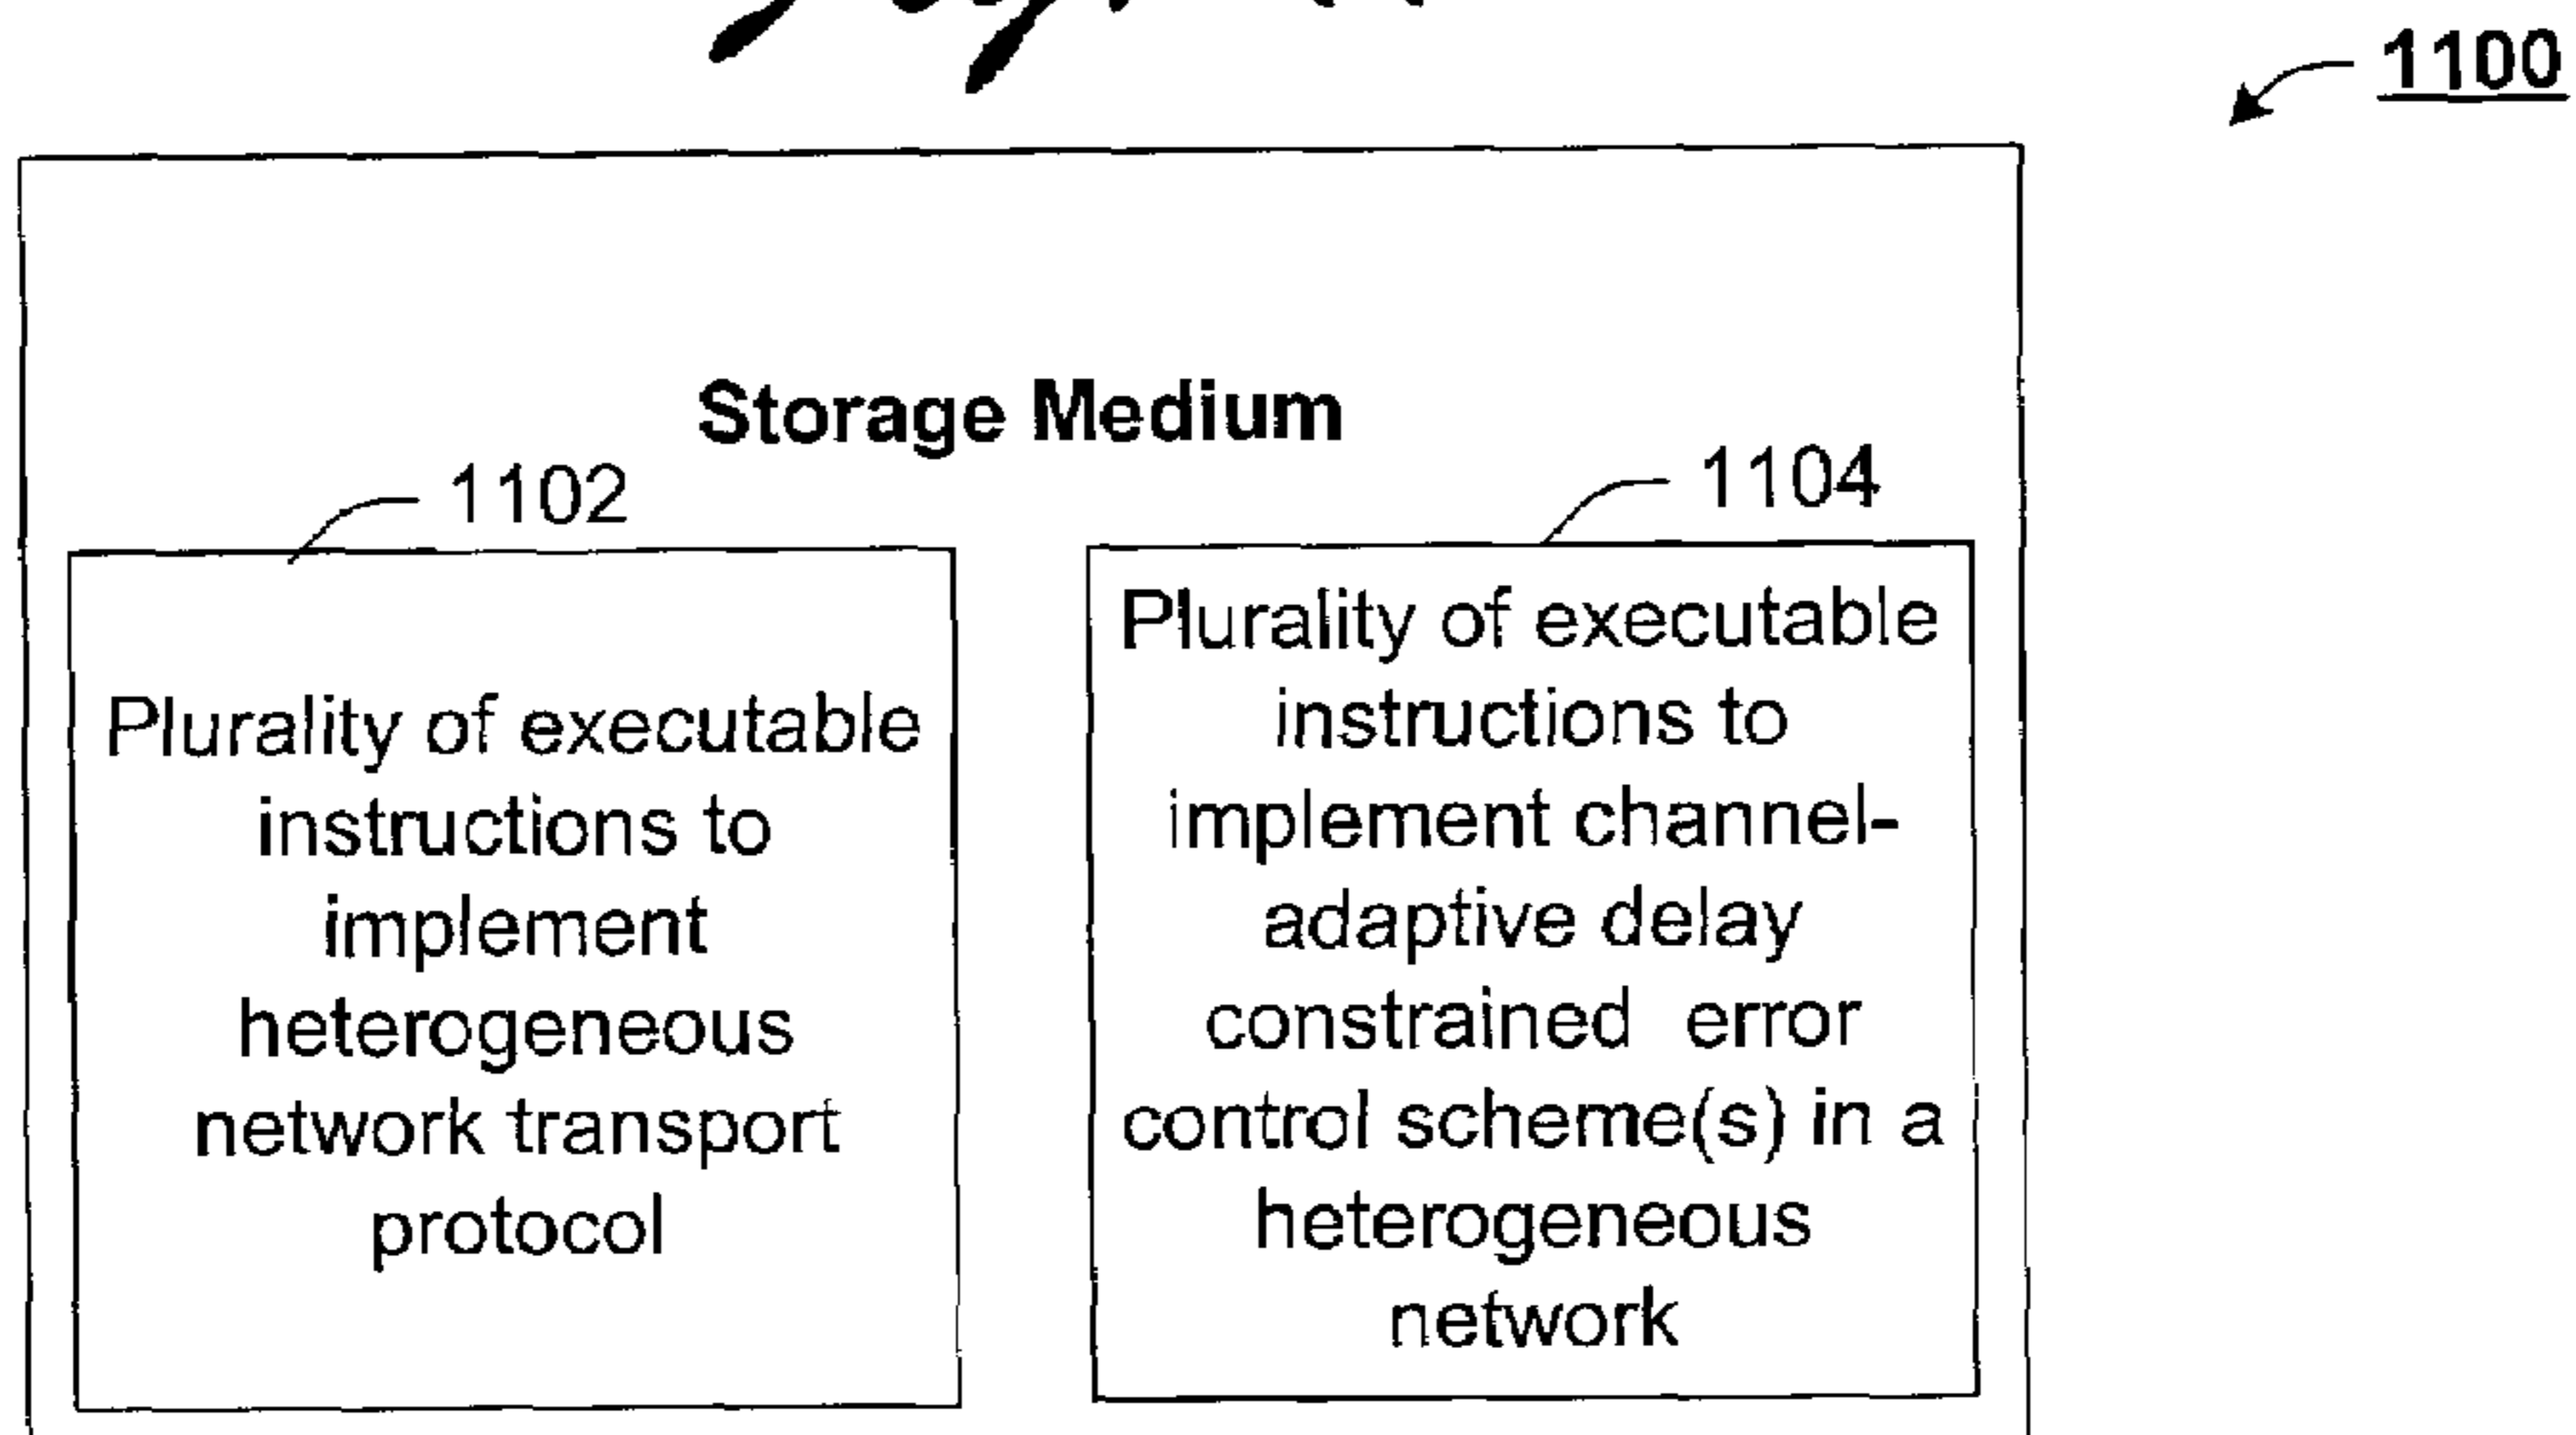 1100
Storage Medium
1102
1104
Plurality of executable
instructions to
implement
heterogeneous
network transport
protocol
Plurality of executable
instructions to
implement channel-
adaptive delay
constrained error
control scheme(s) in a
heterogeneous
network